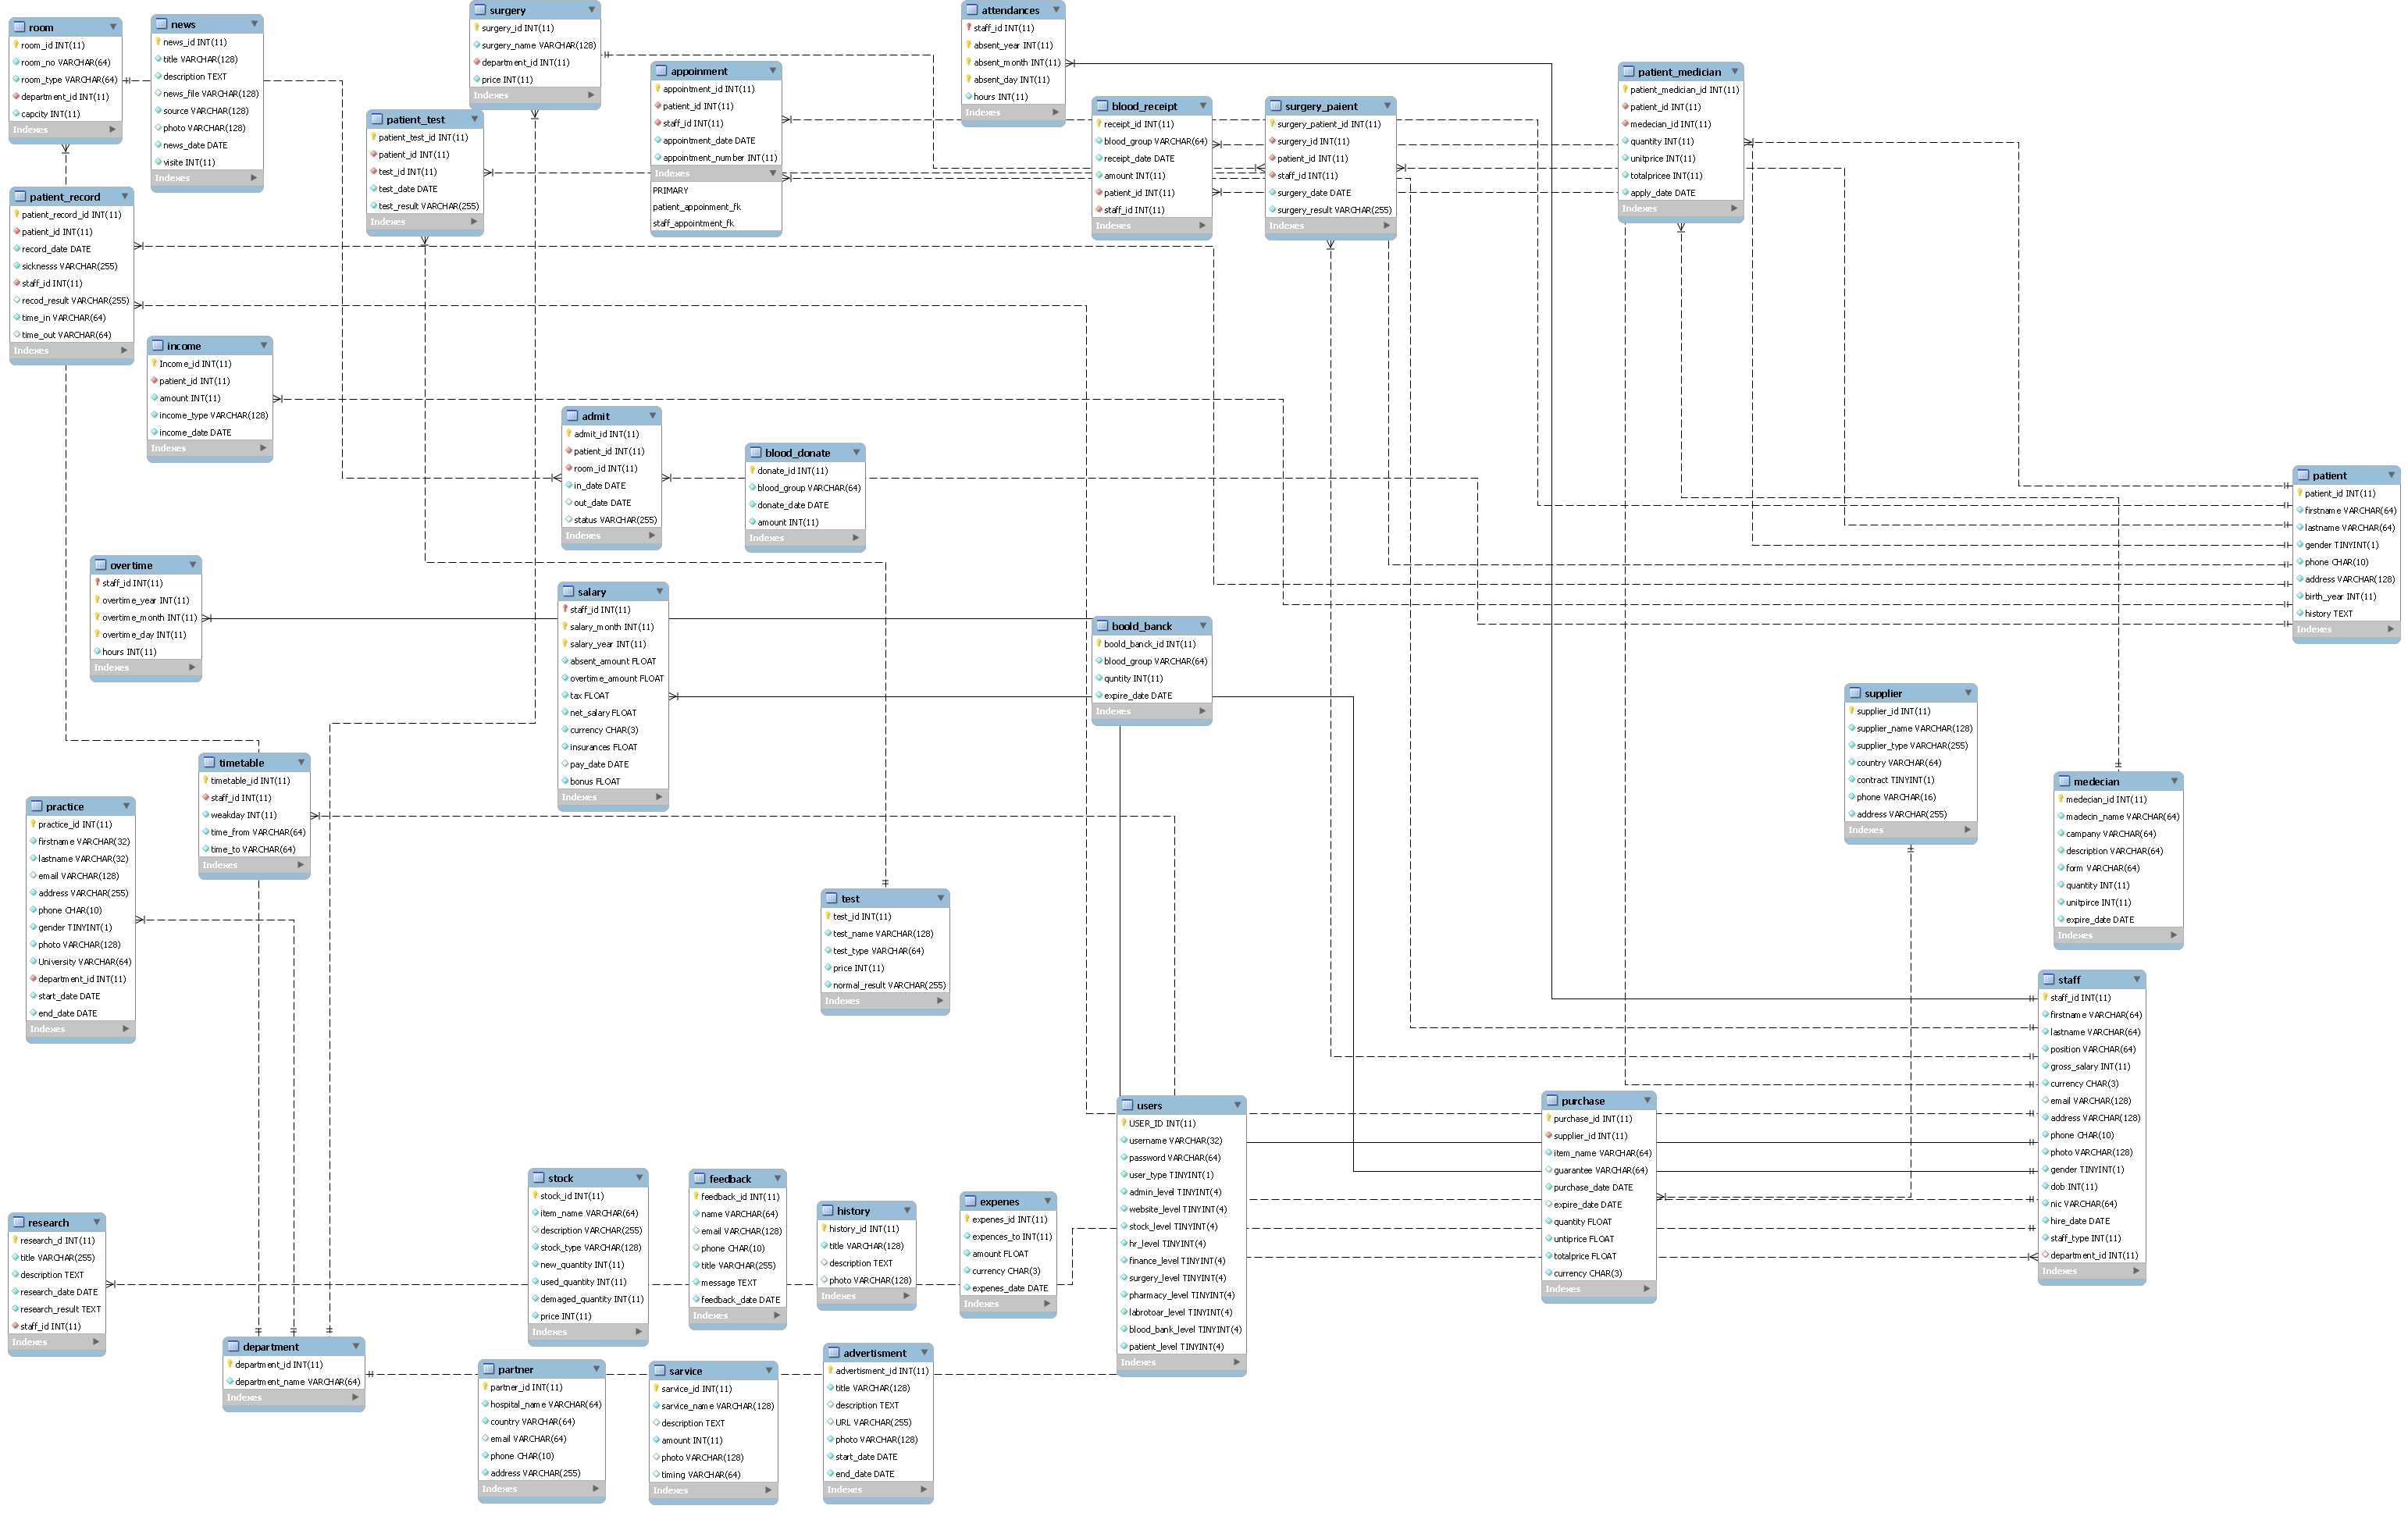 room
room_id INT(11)
room_no VARCHAR(64)
room_type VARCHAR(64)
department_id INT(11)
capcity INT(11)
Indexes
news
news_id INT(11)
title VARCHAR(128)
description TEXT
news_file VARCHAR(128)
source VARCHAR(128)
photo VARCHAR(128)
news_date DATE
visite INT(11)
Indexes
surgery
surgery_id INT(11)
surgery_name VARCHAR(128)
department_id INT(11)
price INT(11)
Indexes
patient_test
patient_test_id INT(11)
patient_id INT(11)
test_id INT(11)
test_date DATE
test_result VARCHAR(255)
Indexes
appoinment
appointment_id INT(11)
patient_id INT(11)
staff_id INT(11)
appointment_date DATE
appointment_number INT(11)
Indexes
PRIMARY
patient_appoinment_fk
staff_appointment_fk
attendances
staff_id INT(11)
absent_year INT(11)
absent_month INT(11)
absent_day INT(11)
hours INT(11)
Indexes
blood_receipt
receipt_id INT(11)
blood_group VARCHAR(64)
receipt_date DATE
amount INT(11)
patient_id INT(11)
staff_id INT(11)
Indexes
surgery_paient
surgery_patient_id INT(11)
surgery_id INT(11)
patient_id INT(11)
staff_id INT(11)
surgery_date DATE
surgery_result VARCHAR(255)
Indexes
patient_medician
patient_medician_id INT(11)
patient_id INT(11)
medecian_id INT(11)
quantity INT(11)
unitprice INT(11)
totalpricee INT(11)
apply_date DATE
Indexes
patient_record
patient_record_id INT(11)
patient_id INT(11)
record_date DATE
sicknesss VARCHAR(255)
staff_id INT(11)
recod_result VARCHAR(255)
time_in VARCHAR(64)
time_out VARCHAR(64)
Indexes
income
Income_id INT(11)
patient_id INT(11)
amount INT(11)
income_type VARCHAR(128)
income_date DATE
Indexes
admit
admit_id INT(11)
patient_id INT(11)
room_id INT(11)
in_date DATE
out_date DATE
status VARCHAR(255)
Indexes
blood_donate
donate_id INT(11)
blood_group VARCHAR(64)
donate_date DATE
amount INT(11)
Indexes
patient
patient_id INT(11)
firstname VARCHAR(64)
lastname VARCHAR(64)
gender TINYINT(1)
phone CHAR(10)
address VARCHAR(128)
birth_year INT(11)
history TEXT
Indexes
overtime
staff_id INT(11)
overtime_year INT(11)
overtime_month INT(11)
overtime_day INT(11)
hours INT(11)
Indexes
salary
staff_id INT(11)
salary_month INT(11)
salary_year INT(11)
absent_amount FLOAT
overtime_amount FLOAT
tax FLOAT
net_salary FLOAT
currency CHAR(3)
insurances FLOAT
pay_date DATE
bonus FLOAT
Indexes
boold_banck
boold_banck_id INT(11)
blood_group VARCHAR(64)
quntity INT(11)
expire_date DATE
Indexes
supplier
supplier_id INT(11)
supplier_name VARCHAR(128)
supplier_type VARCHAR(255)
country VARCHAR(64)
contract TINYINT(1)
phone VARCHAR(16)
address VARCHAR(255)
Indexes
medecian
medecian_id INT(11)
madecin_name VARCHAR(64)
campany VARCHAR(64)
description VARCHAR(64)
form VARCHAR(64)
quantity INT(11)
unitpirce INT(11)
expire_date DATE
Indexes
timetable
timetable_id INT(11)
staff_id INT(11)
weakday INT(11)
time_from VARCHAR(64)
time_to VARCHAR(64)
Indexes
practice
practice_id INT(11)
firstname VARCHAR(32)
lastname VARCHAR(32)
email VARCHAR(128)
address VARCHAR(255)
phone CHAR(10)
gender TINYINT(1)
photo VARCHAR(128)
University VARCHAR(64)
department_id INT(11)
start_date DATE
end_date DATE
Indexes
test
test_id INT(11)
test_name VARCHAR(128)
test_type VARCHAR(64)
price INT(11)
normal_result VARCHAR(255)
Indexes
staff
staff_id INT(11)
firstname VARCHAR(64)
lastname VARCHAR(64)
position VARCHAR(64)
gross_salary INT(11)
currency CHAR(3)
email VARCHAR(128)
address VARCHAR(128)
phone CHAR(10)
photo VARCHAR(128)
gender TINYINT(1)
dob INT(11)
nic VARCHAR(64)
hire_date DATE
staff_type INT(11)
department_id INT(11)
Indexes
users
USER_ID INT(11)
username VARCHAR(32)
password VARCHAR(64)
user_type TINYINT(1)
admin_level TINYINT(4)
website_level TINYINT(4)
stock_level TINYINT(4)
hr_level TINYINT(4)
finance_level TINYINT(4)
surgery_level TINYINT(4)
pharmacy_level TINYINT(4)
labrotoar_level TINYINT(4)
blood_bank_level TINYINT(4)
patient_level TINYINT(4)
Indexes
purchase
purchase_id INT(11)
supplier_id INT(11)
item_name VARCHAR(64)
guarantee VARCHAR(64)
purchase_date DATE
expire_date DATE
quantity FLOAT
untiprice FLOAT
totalprice FLOAT
currency CHAR(3)
Indexes
research
research_d INT(11)
title VARCHAR(255)
description TEXT
research_date DATE
research_result TEXT
staff_id INT(11)
Indexes
stock
stock_id INT(11)
item_name VARCHAR(64)
description VARCHAR(255)
stock_type VARCHAR(128)
new_quantity INT(11)
used_quantity INT(11)
demaged_quantity INT(11)
price INT(11)
Indexes
feedback
feedback_id INT(11)
name VARCHAR(64)
email VARCHAR(128)
phone CHAR(10)
title VARCHAR(255)
message TEXT
feedback_date DATE
Indexes
history
history_id INT(11)
title VARCHAR(128)
description TEXT
photo VARCHAR(128)
Indexes
expenes
expenes_id INT(11)
expences_to INT(11)
amount FLOAT
currency CHAR(3)
expenes_date DATE
Indexes
department
department_id INT(11)
department_name VARCHAR(64)
Indexes
partner
partner_id INT(11)
hospital_name VARCHAR(64)
country VARCHAR(64)
email VARCHAR(64)
phone CHAR(10)
address VARCHAR(255)
Indexes
sarvice
sarvice_id INT(11)
sarvice_name VARCHAR(128)
description TEXT
amount INT(11)
photo VARCHAR(128)
timing VARCHAR(64)
Indexes
advertisment
advertisment_id INT(11)
title VARCHAR(128)
description TEXT
URL VARCHAR(255)
photo VARCHAR(128)
start_date DATE
end_date DATE
Indexes